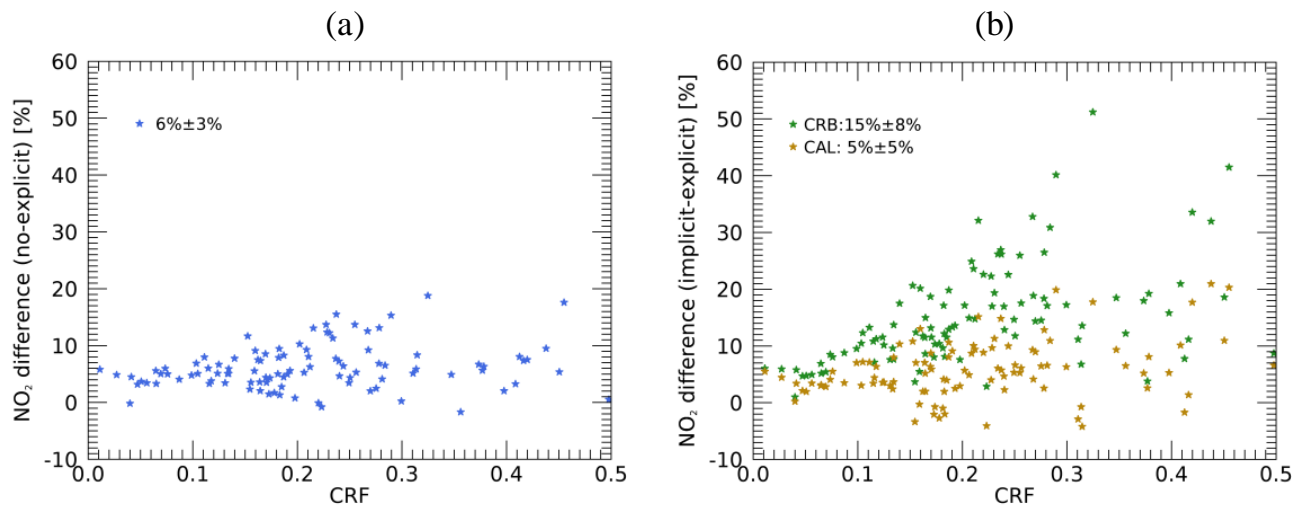 (a)
NO₂ difference (no-explicit) [%]
60
50
40
30
20
10
0
-10
6%±3%
0.0 0.1 0.2 0.3 0.4 0.5
CRF
(b)
NO₂ difference (implicit-explicit) [%]
60
50
40
30
20
10
0
-10
CRB:15%±8%
CAL: 5%±5%
0.0 0.1 0.2 0.3 0.4 0.5
CRF